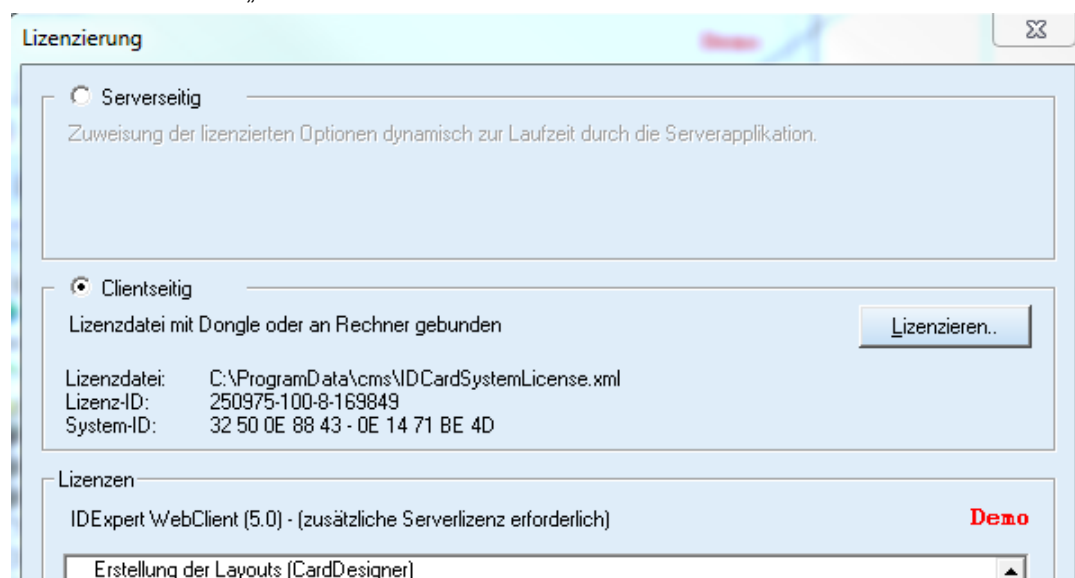 „
Lizenzierung
Demo
Serverseitig
Zuweisung der lizenzierten Optionen dynamisch zur Laufzeit durch die Serverapplikation.
Clientseitig
Lizenzdatei mit Dongle oder an Rechner gebunden
Lizenzieren..
Lizenzdatei: C:\ProgramData\cms\IDCardSystemLicense.xml
Lizenz-ID: 250975-100-8-169849
System-ID: 32 50 0E 88 43 - 0E 14 71 BE 4D
Lizenzen
IDExpert WebClient (5.0) - (zusätzliche Serverlizenz erforderlich)
Demo
Erstellung der Layouts (CardDesigner)